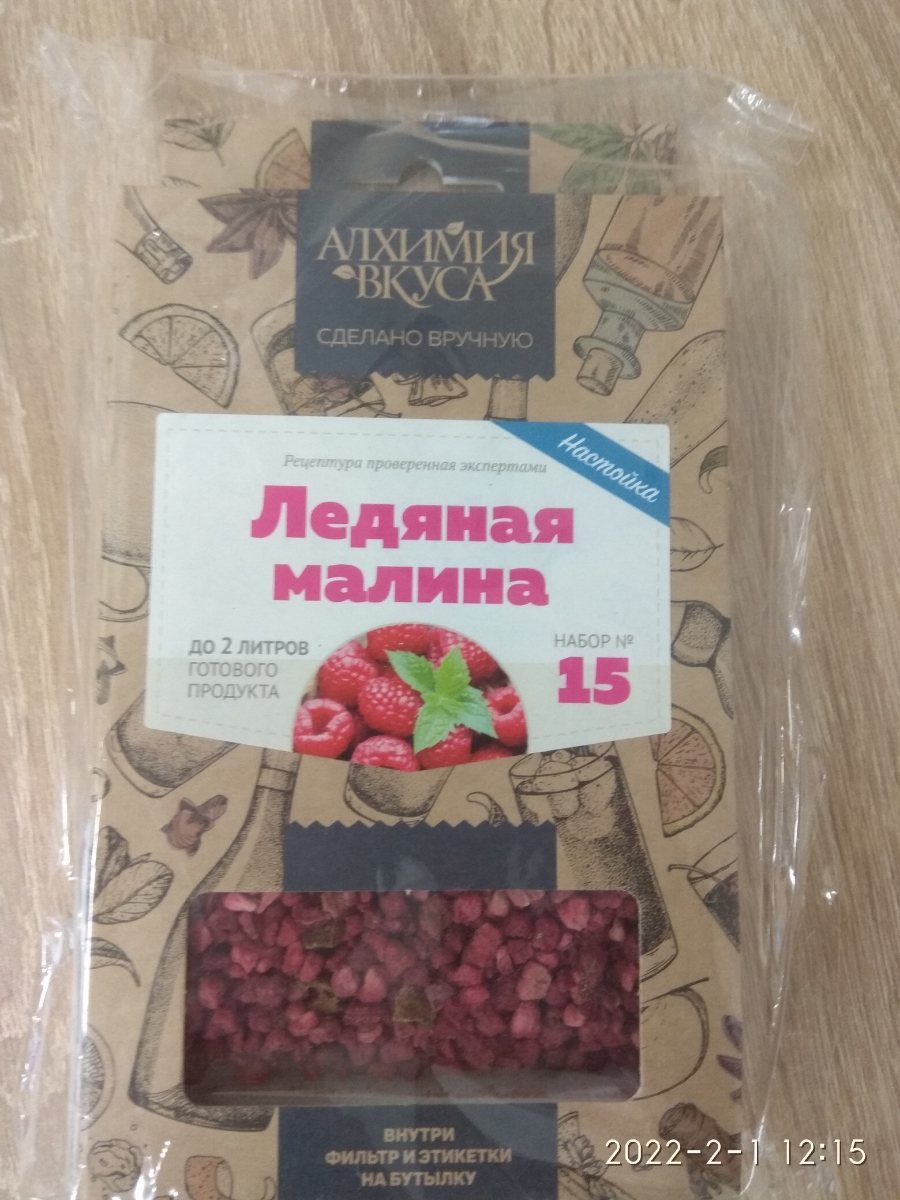 АЛХИМИЯ
ВКУСА
СДЕЛАНО ВРУЧНУЮ
Настойка
Рецептура проверенная экспертами
Ледяная
малина
ДО 2 ЛИТРОВ
ГОТОВОГО
ПРОДУКТА
НАБОР №
15
ВНУТРИ
ФИЛЬТР И ЭТИКЕТКИ
НА БУТЫЛКУ
2022-2-1 12:15